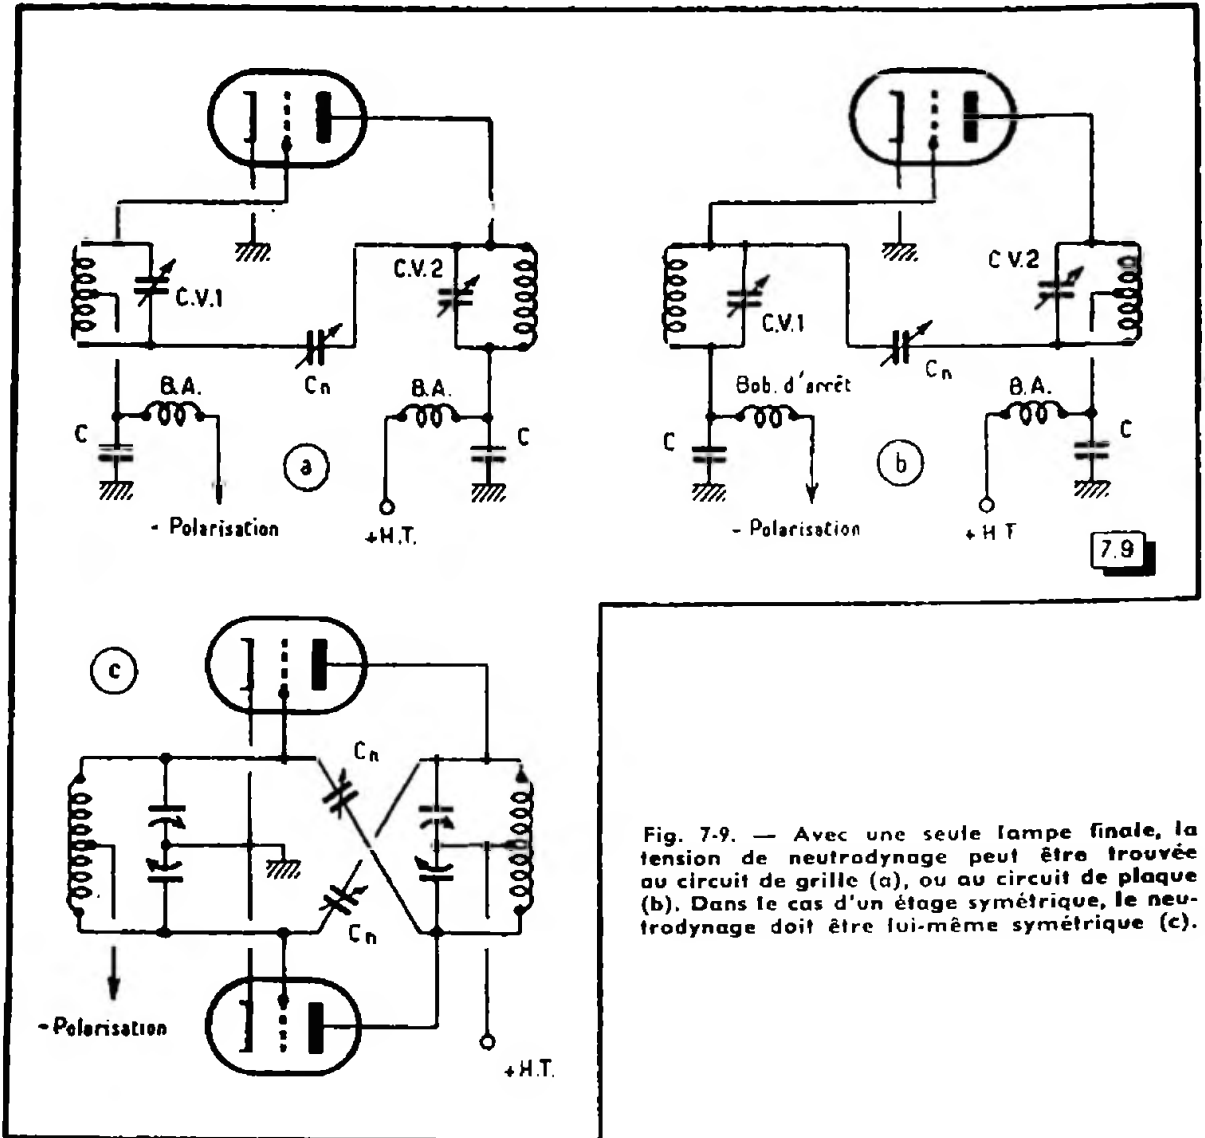 C.V.1
C.V.2
Cn
B.A.
B.A.
C
C
a
- Polarisation
+H.T.
C.V.1
C.V.2
Cn
Bob. d'arrêt
B.A.
C
C
b
- Polarisation
+ H T
7.9
c
Cn
Cn
- Polarisation
+H.T.
Fig. 7-9. — Avec une seule lampe finale, la
tension de neutrodynage peut être trouvée
au circuit de grille (a), ou au circuit de plaque
(b). Dans le cas d'un étage symétrique, le neu-
trodynage doit être lui-même symétrique (c).